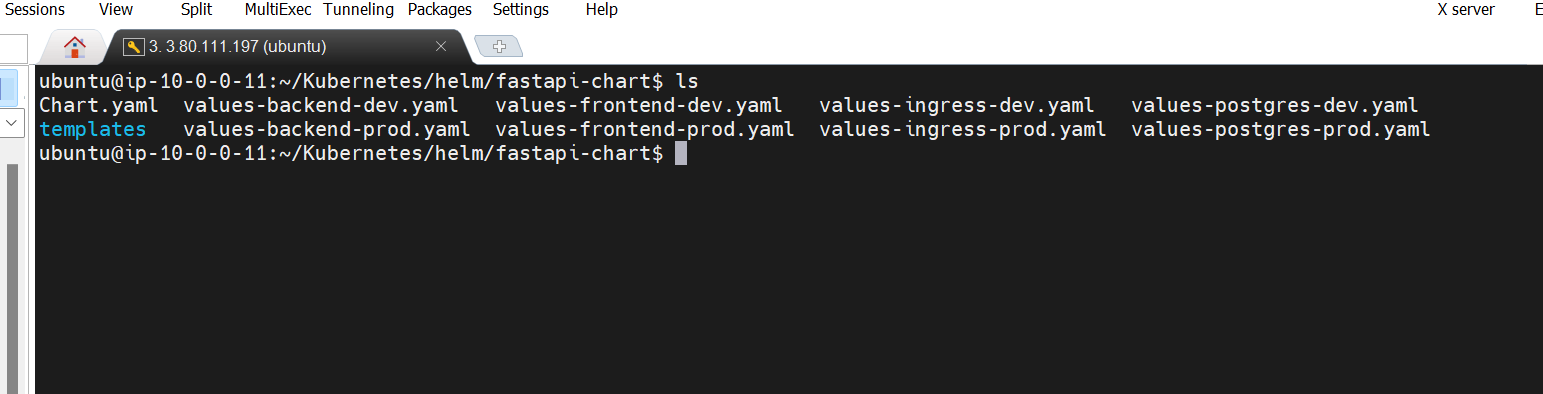 Sessions View Split MultiExec Tunneling Packages Settings Help X server
3. 3.80.111.197 (ubuntu)
ubuntu@ip-10-0-0-11:~/Kubernetes/helm/fastapi-chart$ ls
Chart.yaml values-backend-dev.yaml values-frontend-dev.yaml values-ingress-dev.yaml values-postgres-dev.yaml
templates values-backend-prod.yaml values-frontend-prod.yaml values-ingress-prod.yaml values-postgres-prod.yaml
ubuntu@ip-10-0-0-11:~/Kubernetes/helm/fastapi-chart$